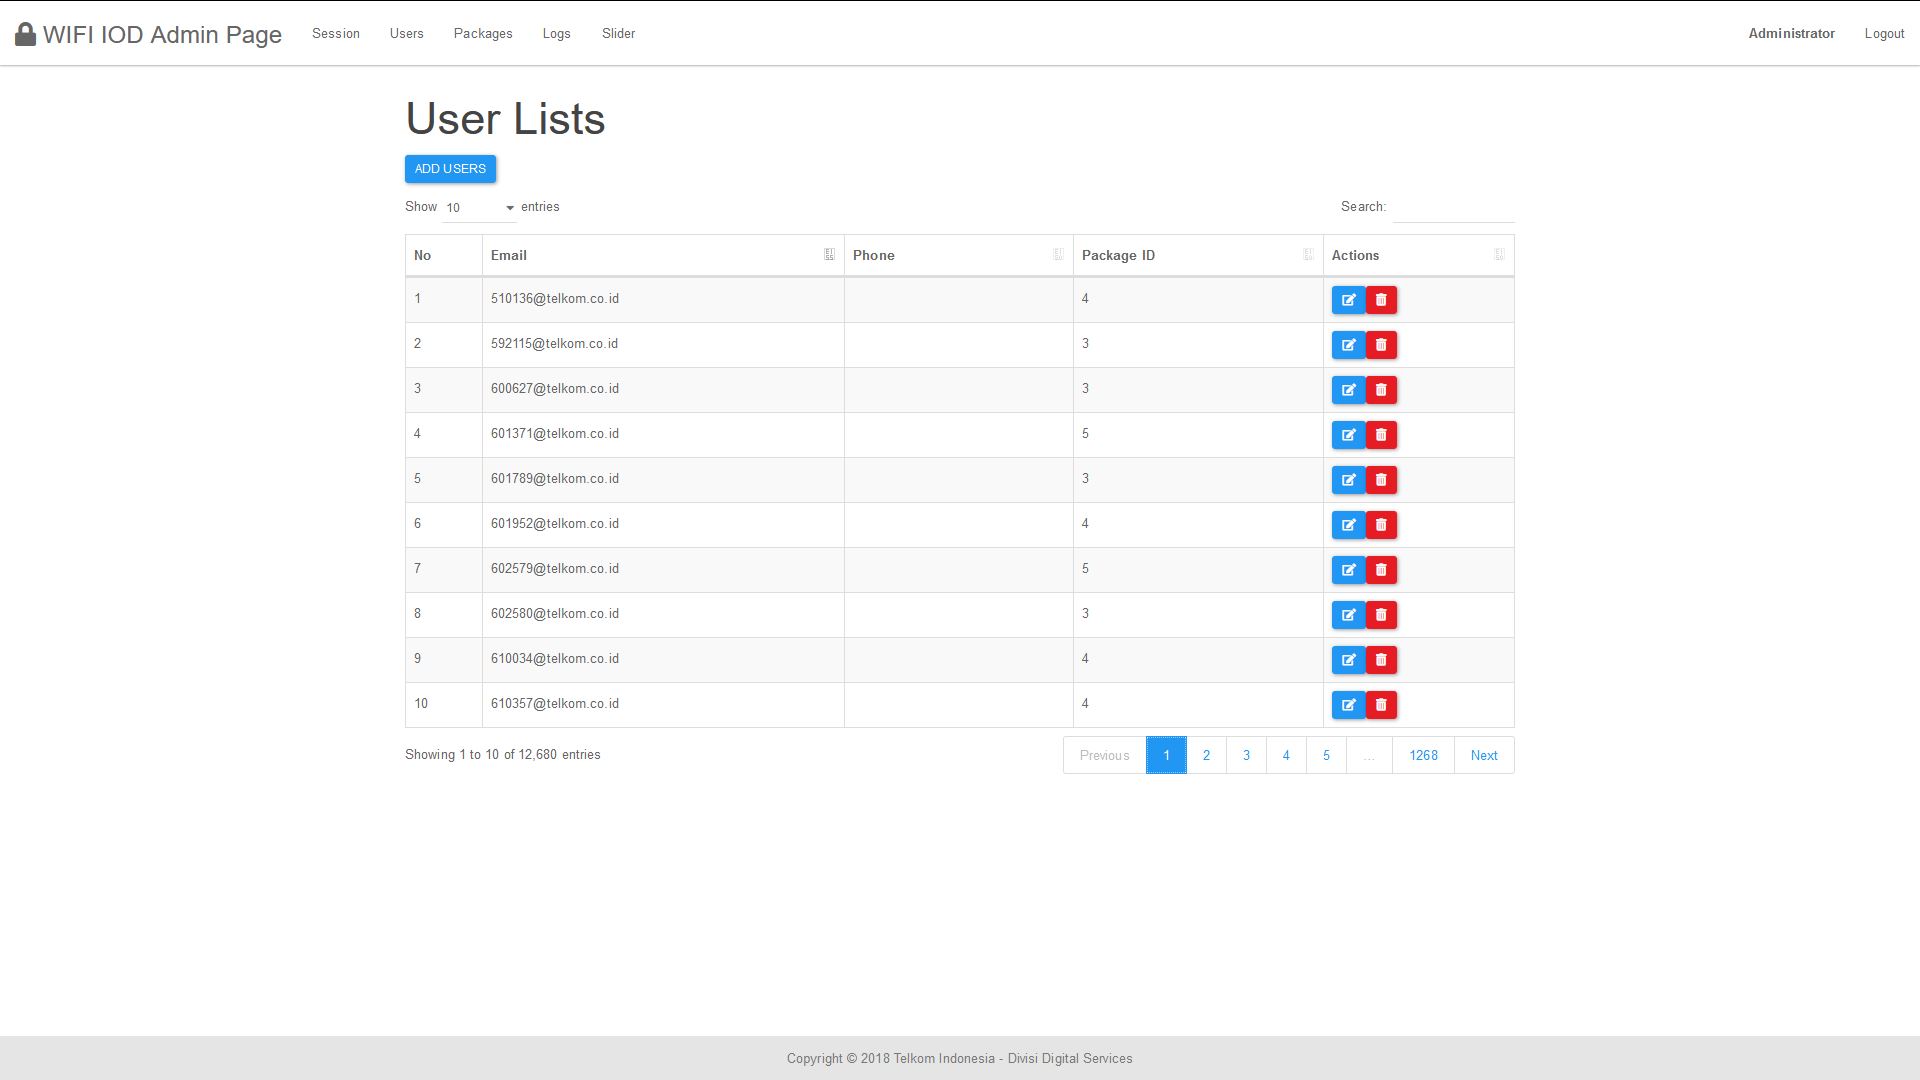 WIFI IOD Admin Page Session Users Packages Logs Slider Administrator Logout
User Lists
ADD USERS
Show 10 entries Search:
No Email Phone Package ID Actions
1 510136@telkom.co.id 4
2 592115@telkom.co.id 3
3 600627@telkom.co.id 3
4 601371@telkom.co.id 5
5 601789@telkom.co.id 3
6 601952@telkom.co.id 4
7 602579@telkom.co.id 5
8 602580@telkom.co.id 3
9 610034@telkom.co.id 4
10 610357@telkom.co.id 4
Showing 1 to 10 of 12,680 entries Previous 1 2 3 4 5 … 1268 Next
Copyright © 2018 Telkom Indonesia - Divisi Digital Services